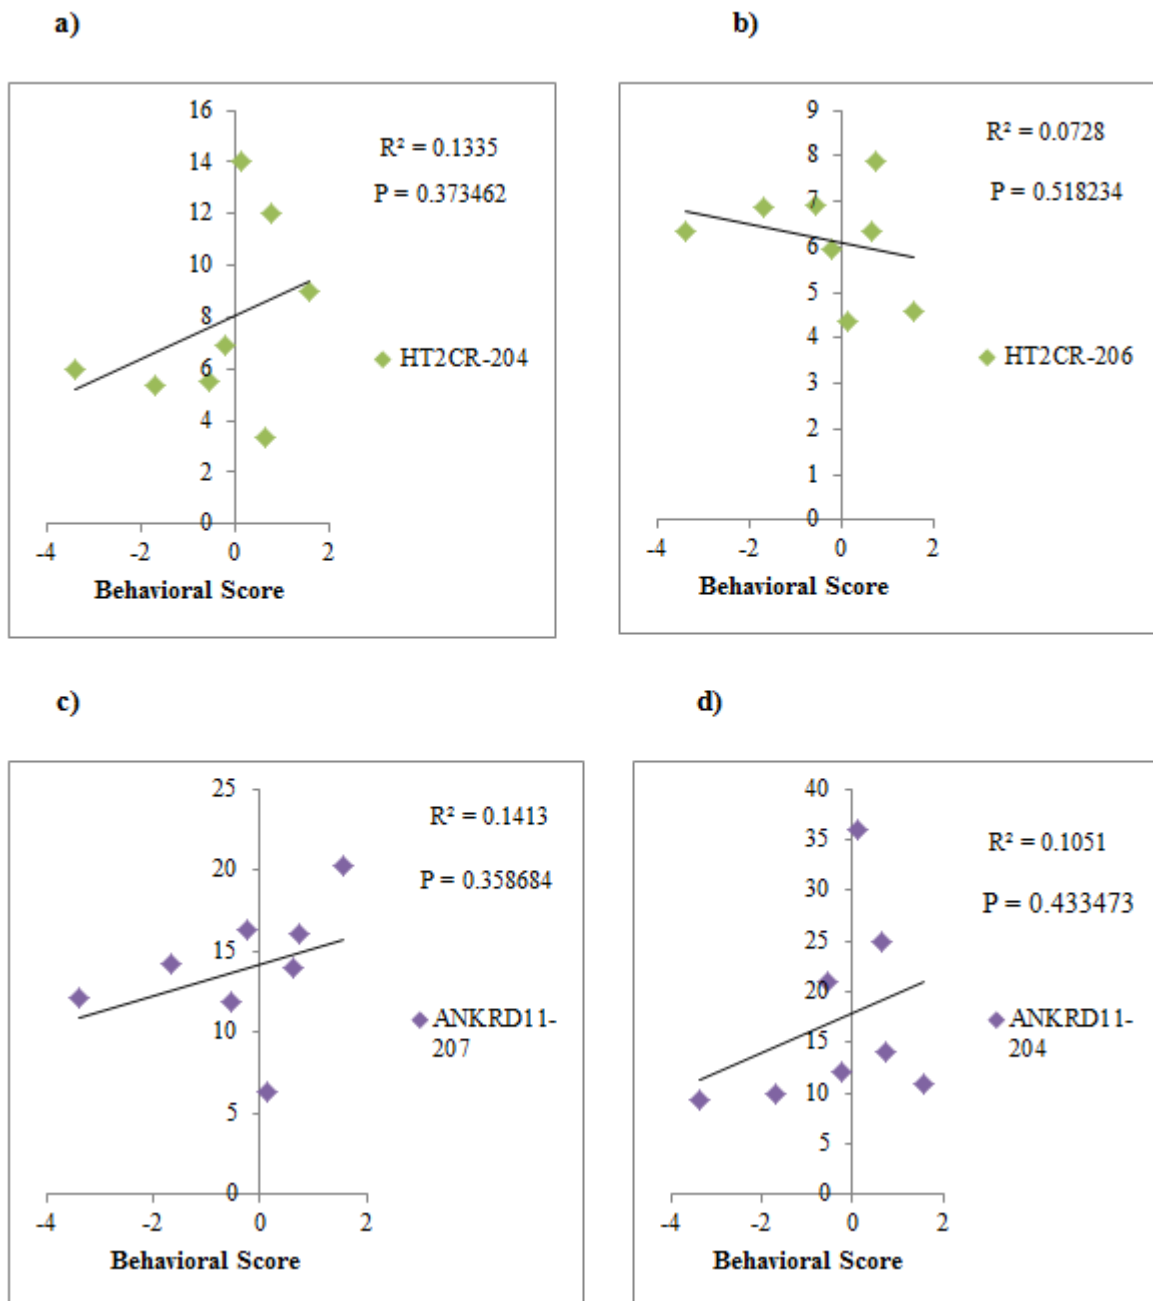 a)
b)
16
14
12
10
8
6
4
2
0
-4
-2
0
2
R² = 0.1335
P = 0.373462
HT2CR-204
Behavioral Score
9
8
7
6
5
4
3
2
1
0
-4
-2
0
2
R² = 0.0728
P = 0.518234
HT2CR-206
Behavioral Score
c)
d)
25
20
15
10
5
0
-4
-2
0
2
R² = 0.1413
P = 0.358684
ANKRD11-
207
Behavioral Score
40
35
30
25
20
15
10
5
0
-4
-2
0
2
R² = 0.1051
P = 0.433473
ANKRD11-
204
Behavioral Score